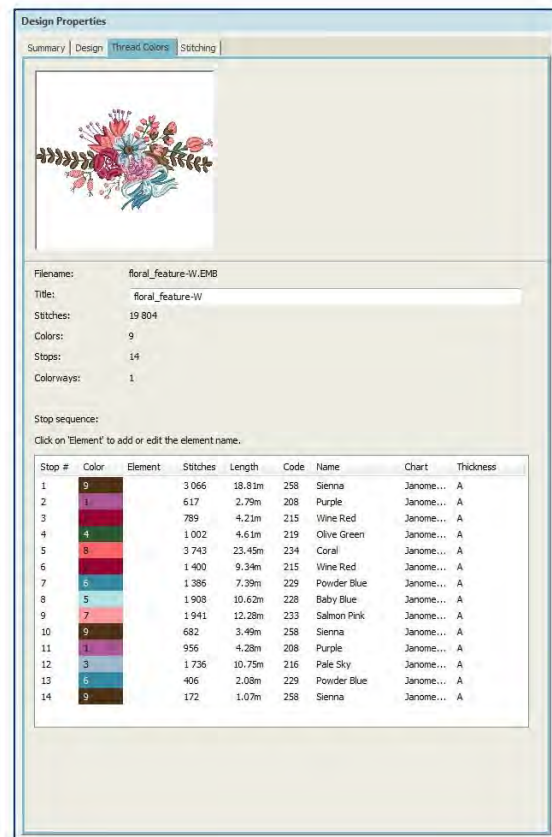 Design Properties
Summary Design Thread Colors Stitching
Filename: floral_feature-W.EMB
Title: floral_feature-W
Stitches: 19 804
Colors: 9
Stops: 14
Colorways: 1
Stop sequence:
Click on 'Element' to add or edit the element name.
Stop # Color Element Stitches Length Code Name Chart Thickness
1 9 3 066 18.81m 258 Sienna Janome... A
2 1 617 2.79m 208 Purple Janome... A
3 789 4.21m 215 Wine Red Janome... A
4 4 1 002 4.61m 219 Olive Green Janome... A
5 8 3 743 23.45m 234 Coral Janome... A
6 1 400 9.34m 215 Wine Red Janome... A
7 6 1 386 7.39m 229 Powder Blue Janome... A
8 5 1 908 10.62m 228 Baby Blue Janome... A
9 7 1 941 12.28m 233 Salmon Pink Janome... A
10 9 682 3.49m 258 Sienna Janome... A
11 1 956 4.28m 208 Purple Janome... A
12 3 1 736 10.75m 216 Pale Sky Janome... A
13 6 406 2.08m 229 Powder Blue Janome... A
14 9 172 1.07m 258 Sienna Janome... A